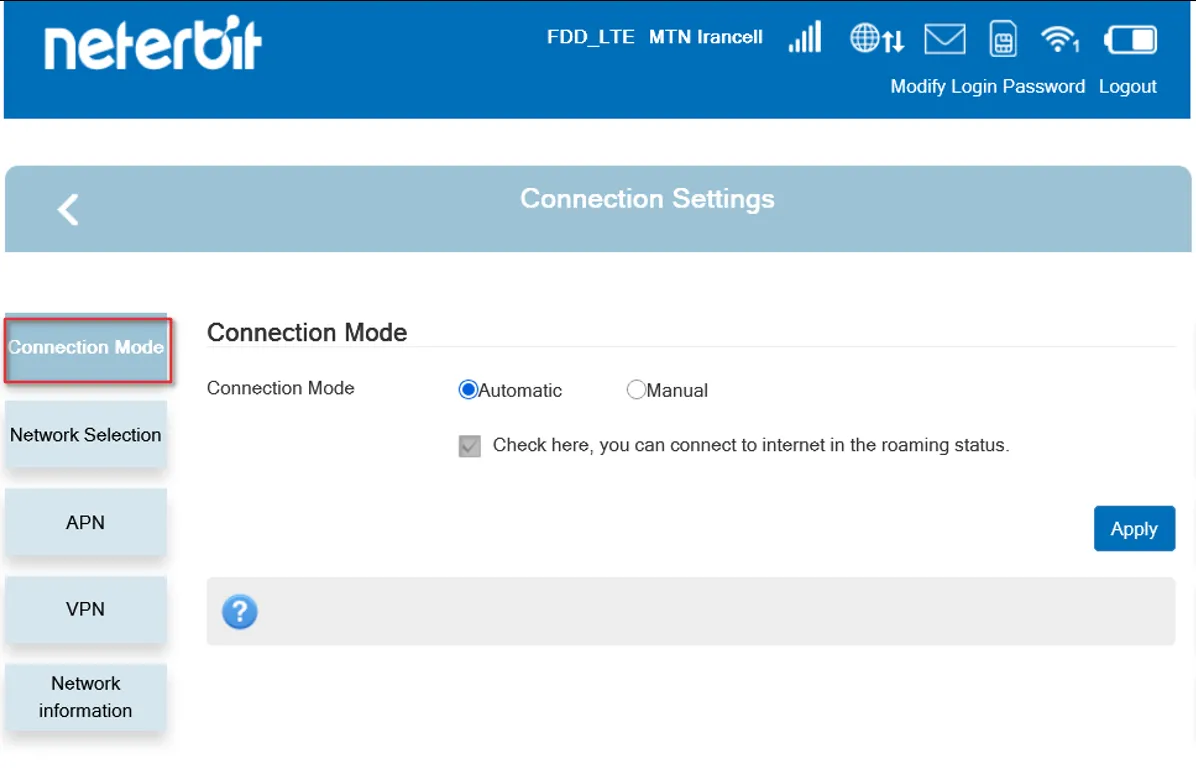 neterbit
FDD_LTE MTN Irancell
1
Modify Login Password Logout
Connection Settings
Connection Mode
Network Selection
APN
VPN
Network
information
Connection Mode
Connection Mode Automatic Manual
Check here, you can connect to internet in the roaming status.
Apply
?